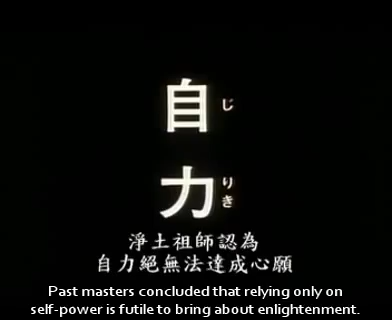 自力
じりき
淨土祖師認為
自力絕無法達成心願
Past masters concluded that relying only on
self-power is futile to bring about enlightenment.